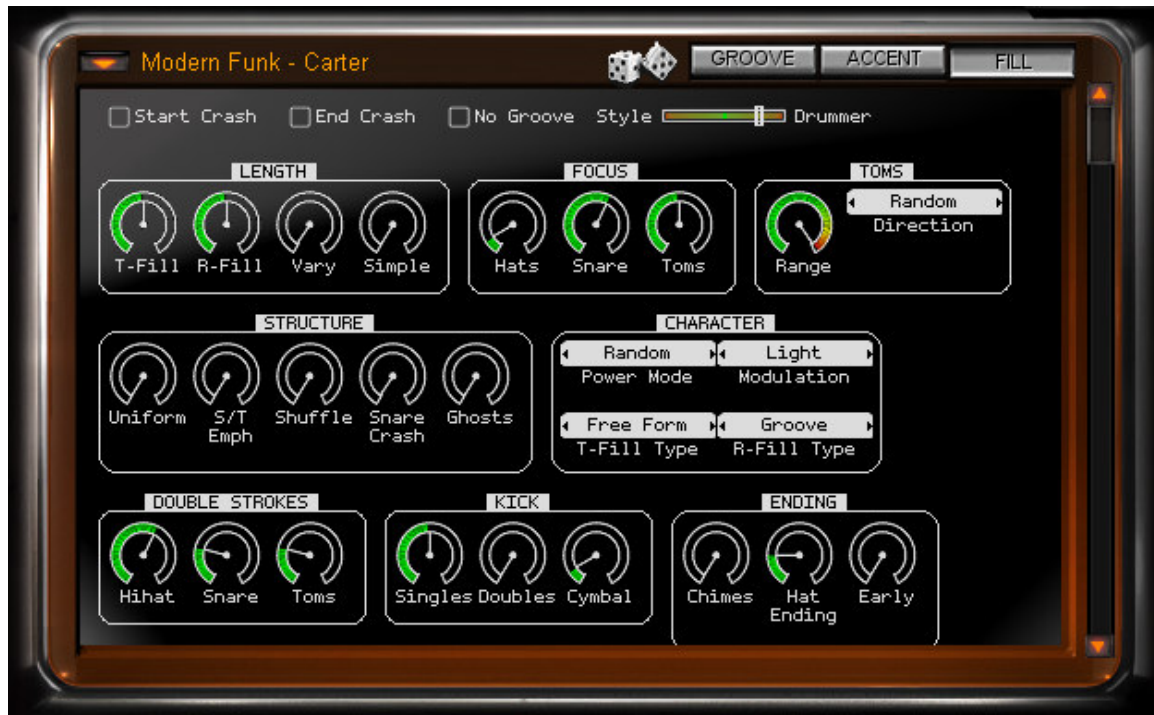 Modern Funk - Carter
GROOVE ACCENT FILL
Start Crash End Crash No Groove Style Drummer
LENGTH FOCUS TOMS
Random
Direction
T-Fill R-Fill Vary Simple Hats Snare Toms Range
STRUCTURE CHARACTER
Random Light
Power Mode Modulation
Uniform S/T Emph Shuffle Snare Crash Ghosts
Free Form Groove
T-Fill Type R-Fill Type
DOUBLE STROKES KICK ENDING
Hihat Snare Toms Singles Doubles Cymbal Chimes Hat Ending Early